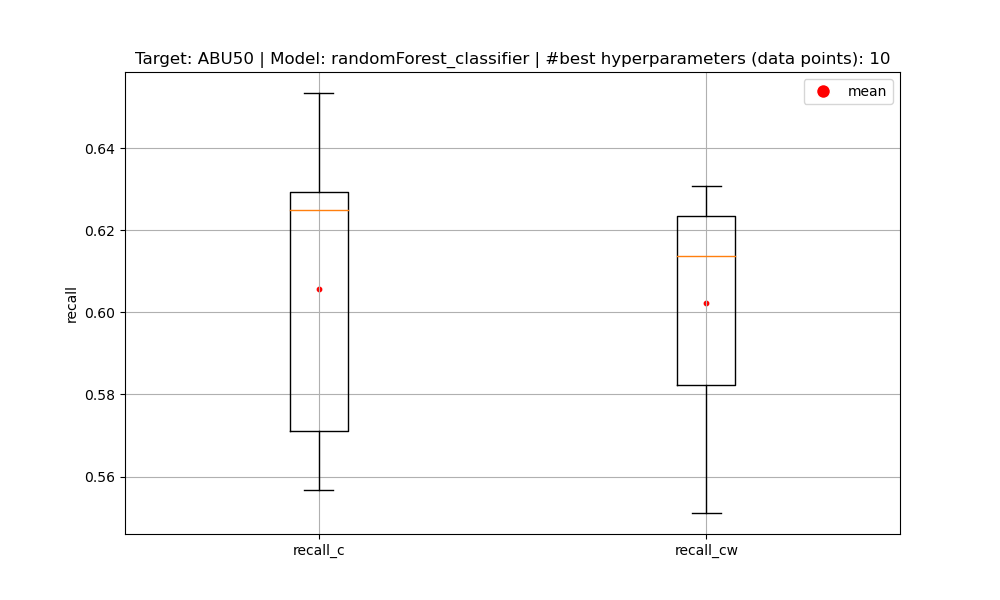 Target: ABU50 | Model: randomForest_classifier | #best hyperparameters (data points): 10
mean
0.64
0.62
0.60
0.58
0.56
recall
recall_c
recall_cw